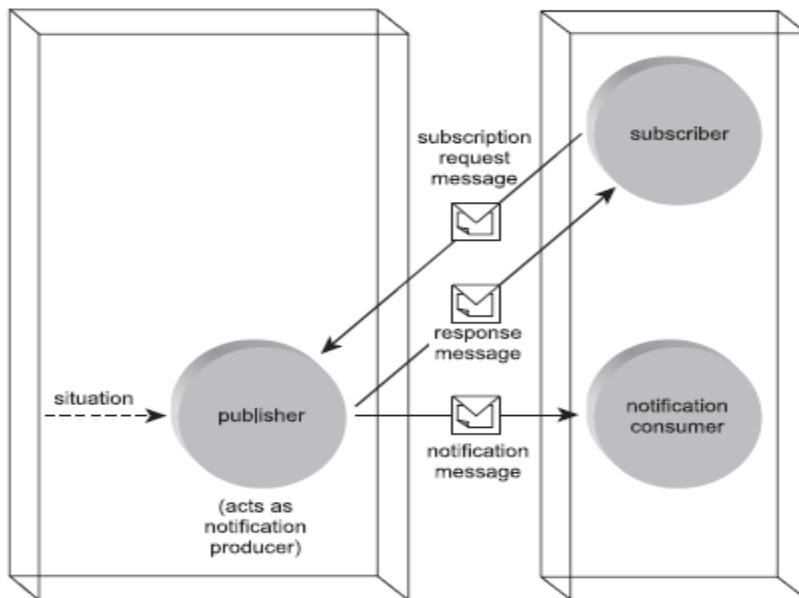 subscription
request
message
subscriber
response
message
situation
publisher
(acts as
notification
producer)
notification
message
notification
consumer